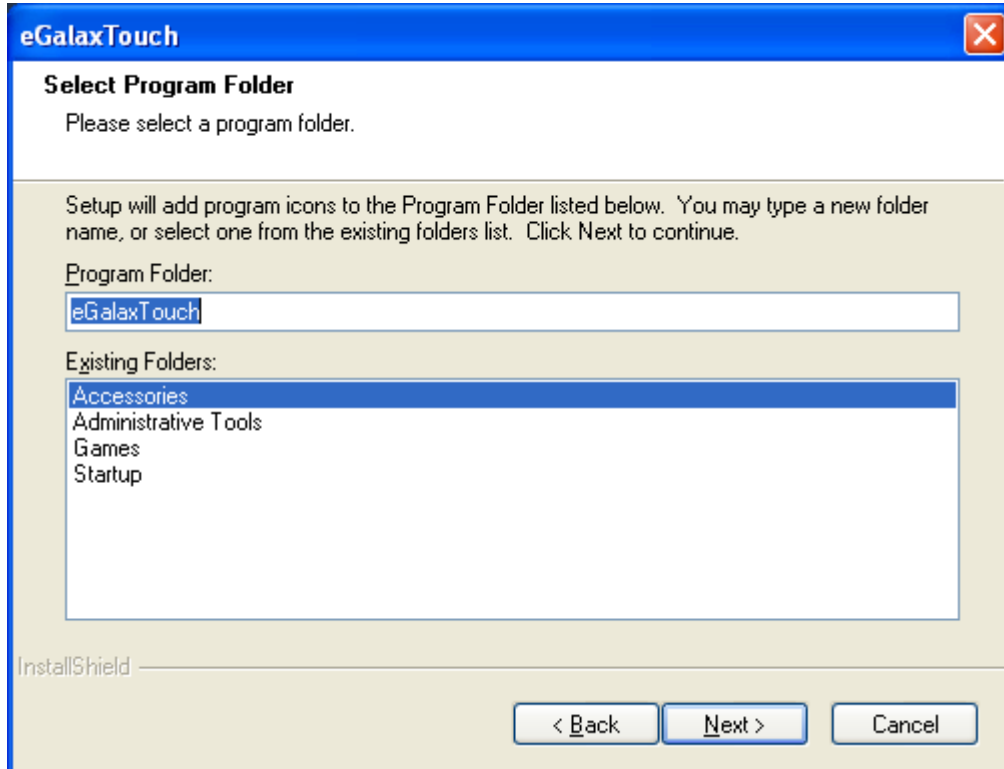 eGalaxTouch
Select Program Folder
Please select a program folder.
Setup will add program icons to the Program Folder listed below.  You may type a new folder
name, or select one from the existing folders list.  Click Next to continue.
Program Folder:
eGalaxTouch
Existing Folders:
Accessories
Administrative Tools
Games
Startup
InstallShield
< Back
Next >
Cancel